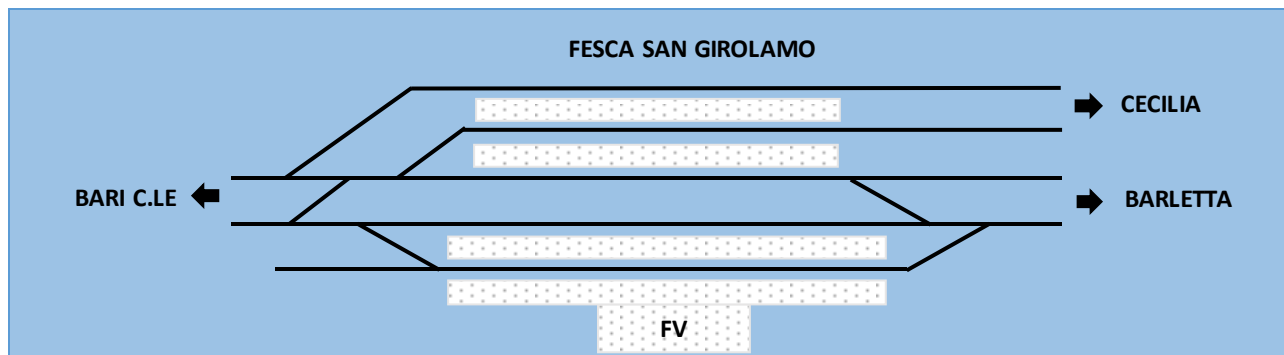 FESCA SAN GIROLAMO
CECILIA
BARI C.LE
BARLETTA
FV